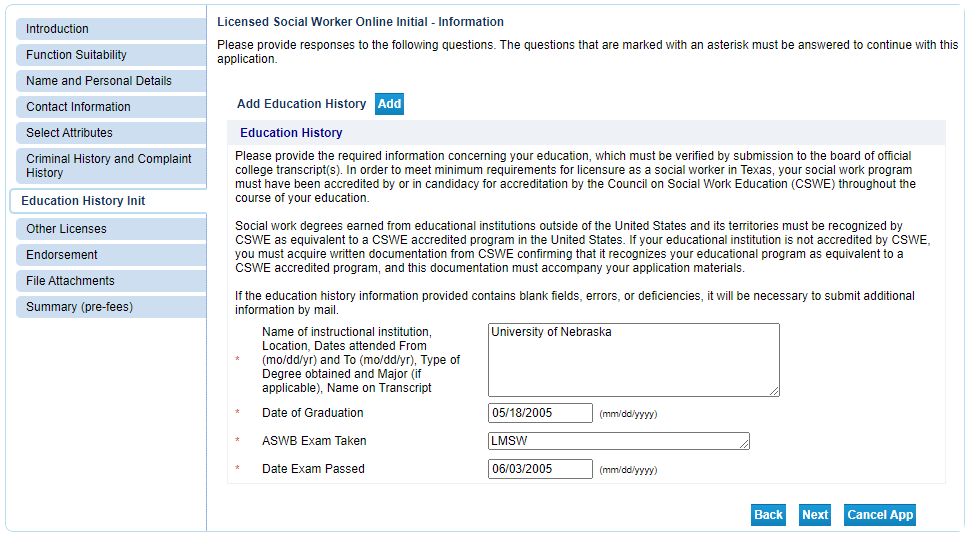 Introduction
Function Suitability
Name and Personal Details
Contact Information
Select Attributes
Criminal History and Complaint
History
Education History Init
Other Licenses
Endorsement
File Attachments
Summary (pre-fees)
Licensed Social Worker Online Initial - Information
Please provide responses to the following questions. The questions that are marked with an asterisk must be answered to continue with this
application.
Add Education History Add
Education History
Please provide the required information concerning your education, which must be verified by submission to the board of official
college transcript(s). In order to meet minimum requirements for licensure as a social worker in Texas, your social work program
must have been accredited by or in candidacy for accreditation by the Council on Social Work Education (CSWE) throughout the
course of your education.
Social work degrees earned from educational institutions outside of the United States and its territories must be recognized by
CSWE as equivalent to a CSWE accredited program in the United States. If your educational institution is not accredited by CSWE,
you must acquire written documentation from CSWE confirming that it recognizes your educational program as equivalent to a
CSWE accredited program, and this documentation must accompany your application materials.
If the education history information provided contains blank fields, errors, or deficiencies, it will be necessary to submit additional
information by mail.
Name of instructional institution,
Location, Dates attended From
* (mo/dd/yr) and To (mo/dd/yr), Type of
Degree obtained and Major (if
applicable), Name on Transcript
University of Nebraska
* Date of Graduation 05/18/2005 (mm/dd/yyyy)
* ASWB Exam Taken LMSW
* Date Exam Passed 06/03/2005 (mm/dd/yyyy)
Back Next Cancel App